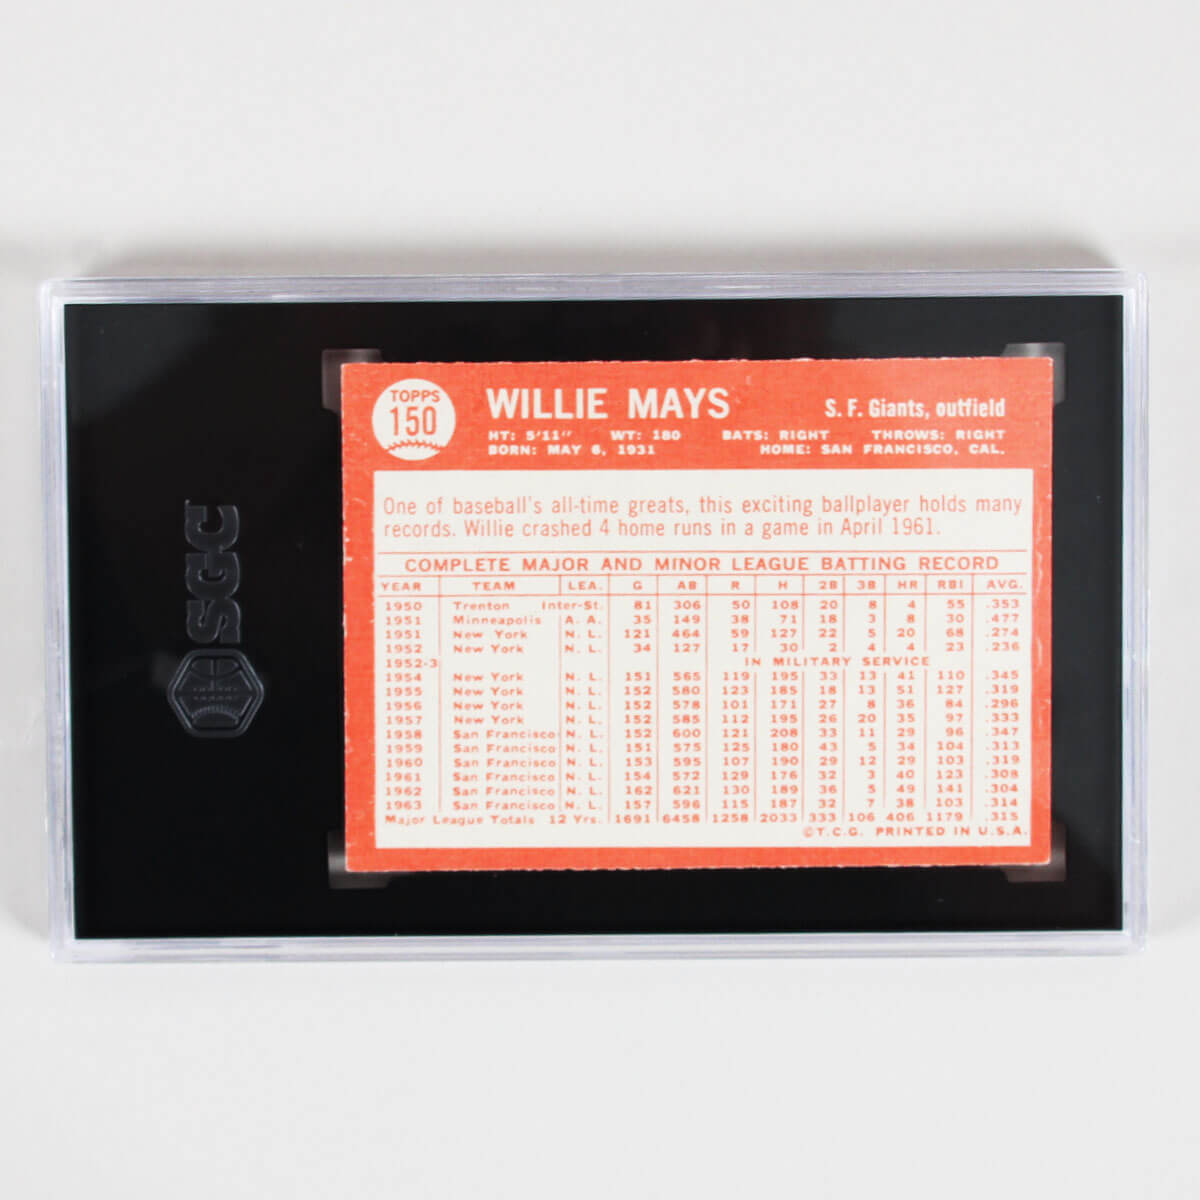 SGC
TOPPS
150
WILLIE MAYS
S. F. Giants, outfield
HT: 5'11" WT: 180 BATS: RIGHT THROWS: RIGHT
BORN: MAY 6, 1931 HOME: SAN FRANCISCO, CAL.
One of baseball's all-time greats, this exciting ballplayer holds many
records. Willie crashed 4 home runs in a game in April 1961.
COMPLETE MAJOR AND MINOR LEAGUE BATTING RECORD
YEAR TEAM LEA. G AB R H 2B 3B HR RBI AVG.
1950 Trenton Inter-St. 81 306 50 108 20 8 4 55 .353
1951 Minneapolis A. A. 35 149 38 71 18 3 8 30 .477
1951 New York N. L. 121 464 59 127 22 5 20 68 .274
1952 New York N. L. 34 127 17 30 2 4 4 23 .236
1952-3 IN MILITARY SERVICE
1954 New York N. L. 151 565 119 195 33 13 41 110 .345
1955 New York N. L. 152 580 123 185 18 13 51 127 .319
1956 New York N. L. 152 578 101 171 27 8 36 84 .296
1957 New York N. L. 152 585 112 195 26 20 35 97 .333
1958 San Francisco N. L. 152 600 121 208 33 11 29 96 .347
1959 San Francisco N. L. 151 575 125 180 43 5 34 104 .313
1960 San Francisco N. L. 153 595 107 190 29 12 29 103 .319
1961 San Francisco N. L. 154 572 129 176 32 3 40 123 .308
1962 San Francisco N. L. 162 621 130 189 36 5 49 141 .304
1963 San Francisco N. L. 157 596 115 187 32 7 38 103 .314
Major League Totals 12 Yrs. 1691 6458 1258 2033 333 106 406 1179 .315
©T.C.G. PRINTED IN U.S.A.